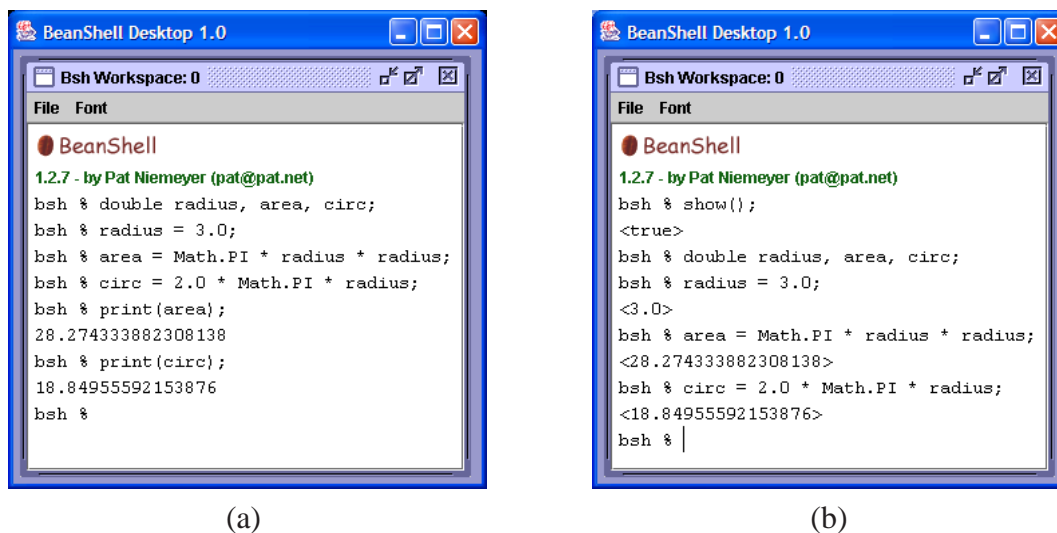 BeanShell Desktop 1.0
Bsh Workspace: 0
File Font
BeanShell
1.2.7 - by Pat Niemeyer (pat@pat.net)
bsh % double radius, area, circ;
bsh % radius = 3.0;
bsh % area = Math.PI * radius * radius;
bsh % circ = 2.0 * Math.PI * radius;
bsh % print(area);
28.274333882308138
bsh % print(circ);
18.84955592153876
bsh %
(a)
BeanShell Desktop 1.0
Bsh Workspace: 0
File Font
BeanShell
1.2.7 - by Pat Niemeyer (pat@pat.net)
bsh % show();
<true>
bsh % double radius, area, circ;
bsh % radius = 3.0;
<3.0>
bsh % area = Math.PI * radius * radius;
<28.274333882308138>
bsh % circ = 2.0 * Math.PI * radius;
<18.84955592153876>
bsh %
(b)